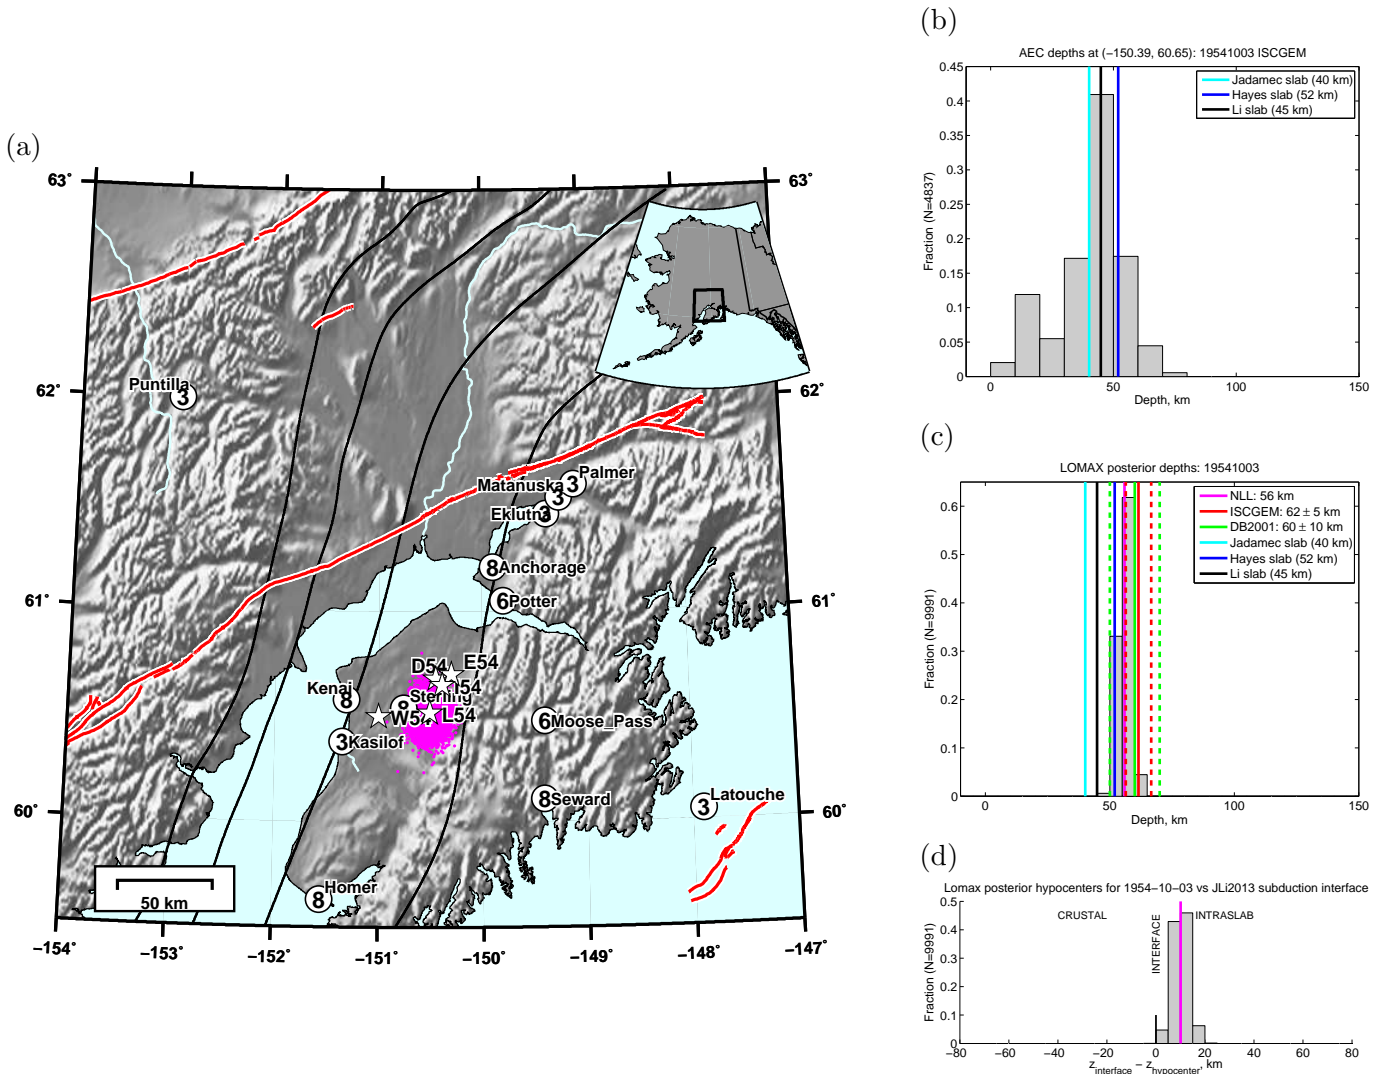 (a)
63°
63°
62°
62°
61°
61°
60°
60°
−154°
−153°
−152°
−151°
−150°
−149°
−148°
−147°
Puntilla
3
Palmer
3
Matanuska
3
Eklutna
3
Anchorage
8
Potter
6
D54
E54
I54
Kenai
8
Sterling
8
W54
L54
Kasilof
3
Moose_Pass
6
Seward
8
Latouche
3
Homer
8
50 km
(b)
AEC depths at (−150.39, 60.65): 19541003 ISCGEM
Jadamec slab (40 km)
Hayes slab (52 km)
Li slab (45 km)
Fraction (N=4837)
0.45
0.4
0.35
0.3
0.25
0.2
0.15
0.1
0.05
0
0 50 100 150
Depth, km
(c)
LOMAX posterior depths: 19541003
NLL: 56 km
ISCGEM: 62 ± 5 km
DB2001: 60 ± 10 km
Jadamec slab (40 km)
Hayes slab (52 km)
Li slab (45 km)
Fraction (N=9991)
0.6
0.5
0.4
0.3
0.2
0.1
0
0 50 100 150
Depth, km
(d)
Lomax posterior hypocenters for 1954−10−03 vs JLi2013 subduction interface
CRUSTAL
INTERFACE
INTRASLAB
Fraction (N=9991)
0.5
0.4
0.3
0.2
0.1
0
−80 −60 −40 −20 0 20 40 60 80
z_interface − z_hypocenter, km